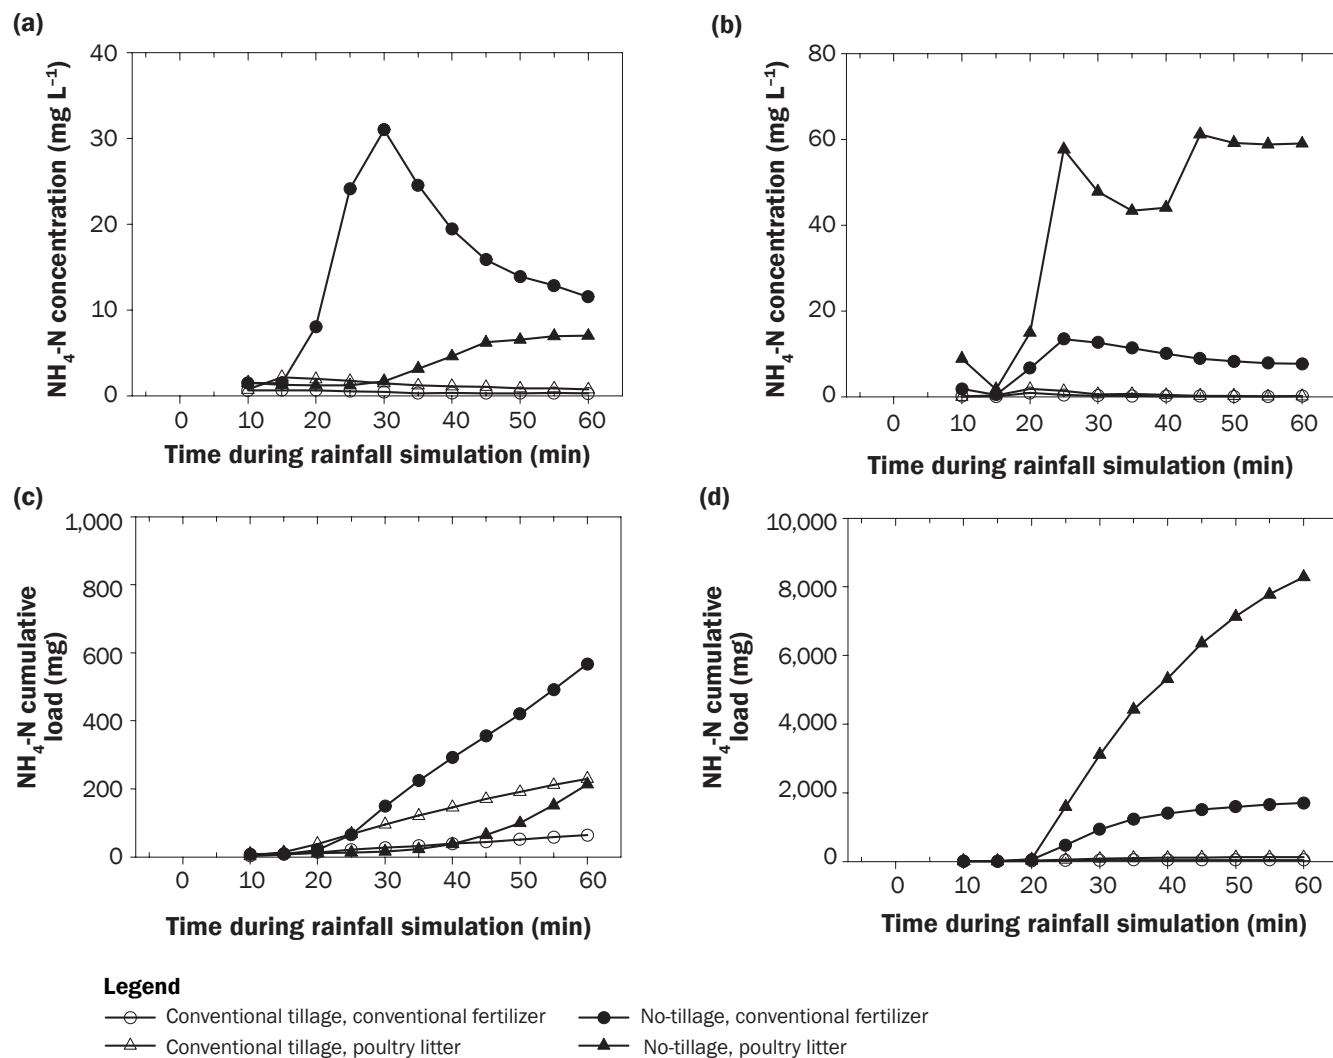 (a)
NH4-N concentration (mg L–1)
40
30
20
10
0
0 10 20 30 40 50 60
Time during rainfall simulation (min)
(b)
NH4-N concentration (mg L–1)
80
60
40
20
0
0 10 20 30 40 50 60
Time during rainfall simulation (min)
(c)
NH4-N cumulative
load (mg)
1,000
800
600
400
200
0
0 10 20 30 40 50 60
Time during rainfall simulation (min)
(d)
NH4-N cumulative
load (mg)
10,000
8,000
6,000
4,000
2,000
0
0 10 20 30 40 50 60
Time during rainfall simulation (min)
Legend
Conventional tillage, conventional fertilizer
No-tillage, conventional fertilizer
Conventional tillage, poultry litter
No-tillage, poultry litter